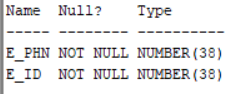 Name  Null?    Type
----- -------- ----------
E_PHN NOT NULL NUMBER(38)
E_ID  NOT NULL NUMBER(38)